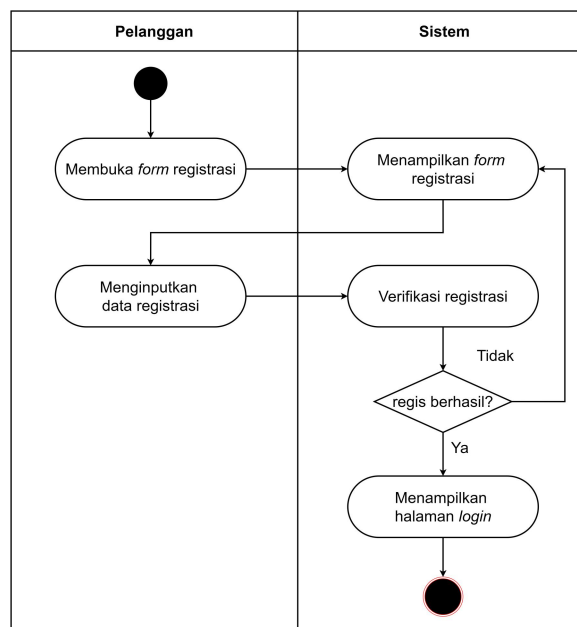 Pelanggan
Sistem
Membuka form registrasi
Menampilkan form
registrasi
Menginputkan
data registrasi
Verifikasi registrasi
Tidak
regis berhasil?
Ya
Menampilkan
halaman login